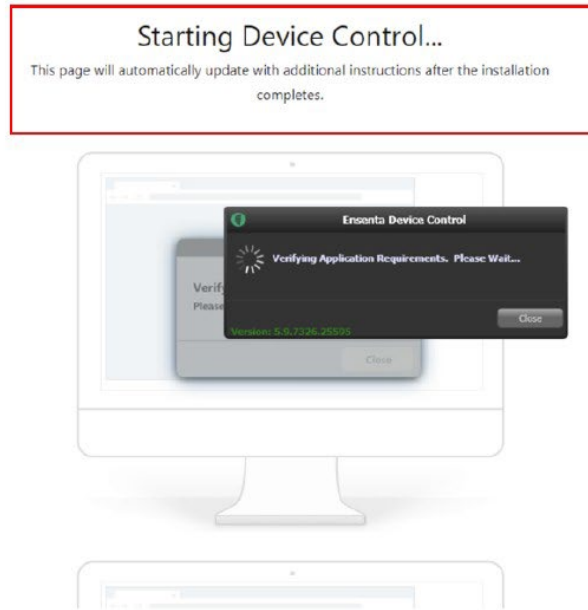 Starting Device Control...
This page will automatically update with additional instructions after the installation
completes.
Ensenta Device Control
Verifying Application Requirements. Please Wait...
Verif
Please
Close
Version: 5.9.7326.25595
Close